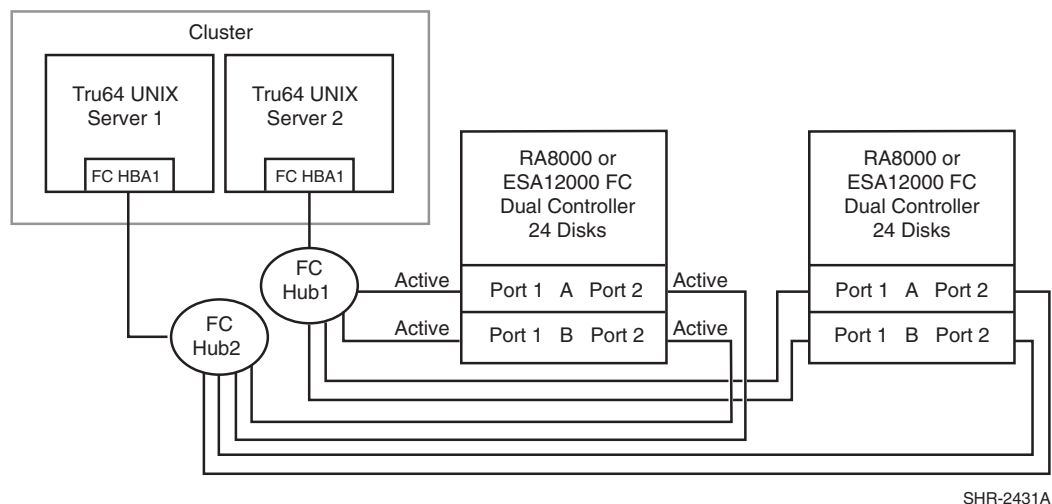 Cluster
Tru64 UNIX
Server 1
FC HBA1
Tru64 UNIX
Server 2
FC HBA1
RA8000 or
ESA12000 FC
Dual Controller
24 Disks
RA8000 or
ESA12000 FC
Dual Controller
24 Disks
FC
Hub1
FC
Hub2
Active
Port 1 A Port 2
Active
Port 1 A Port 2
Active
Port 1 B Port 2
Active
Port 1 B Port 2
SHR-2431A